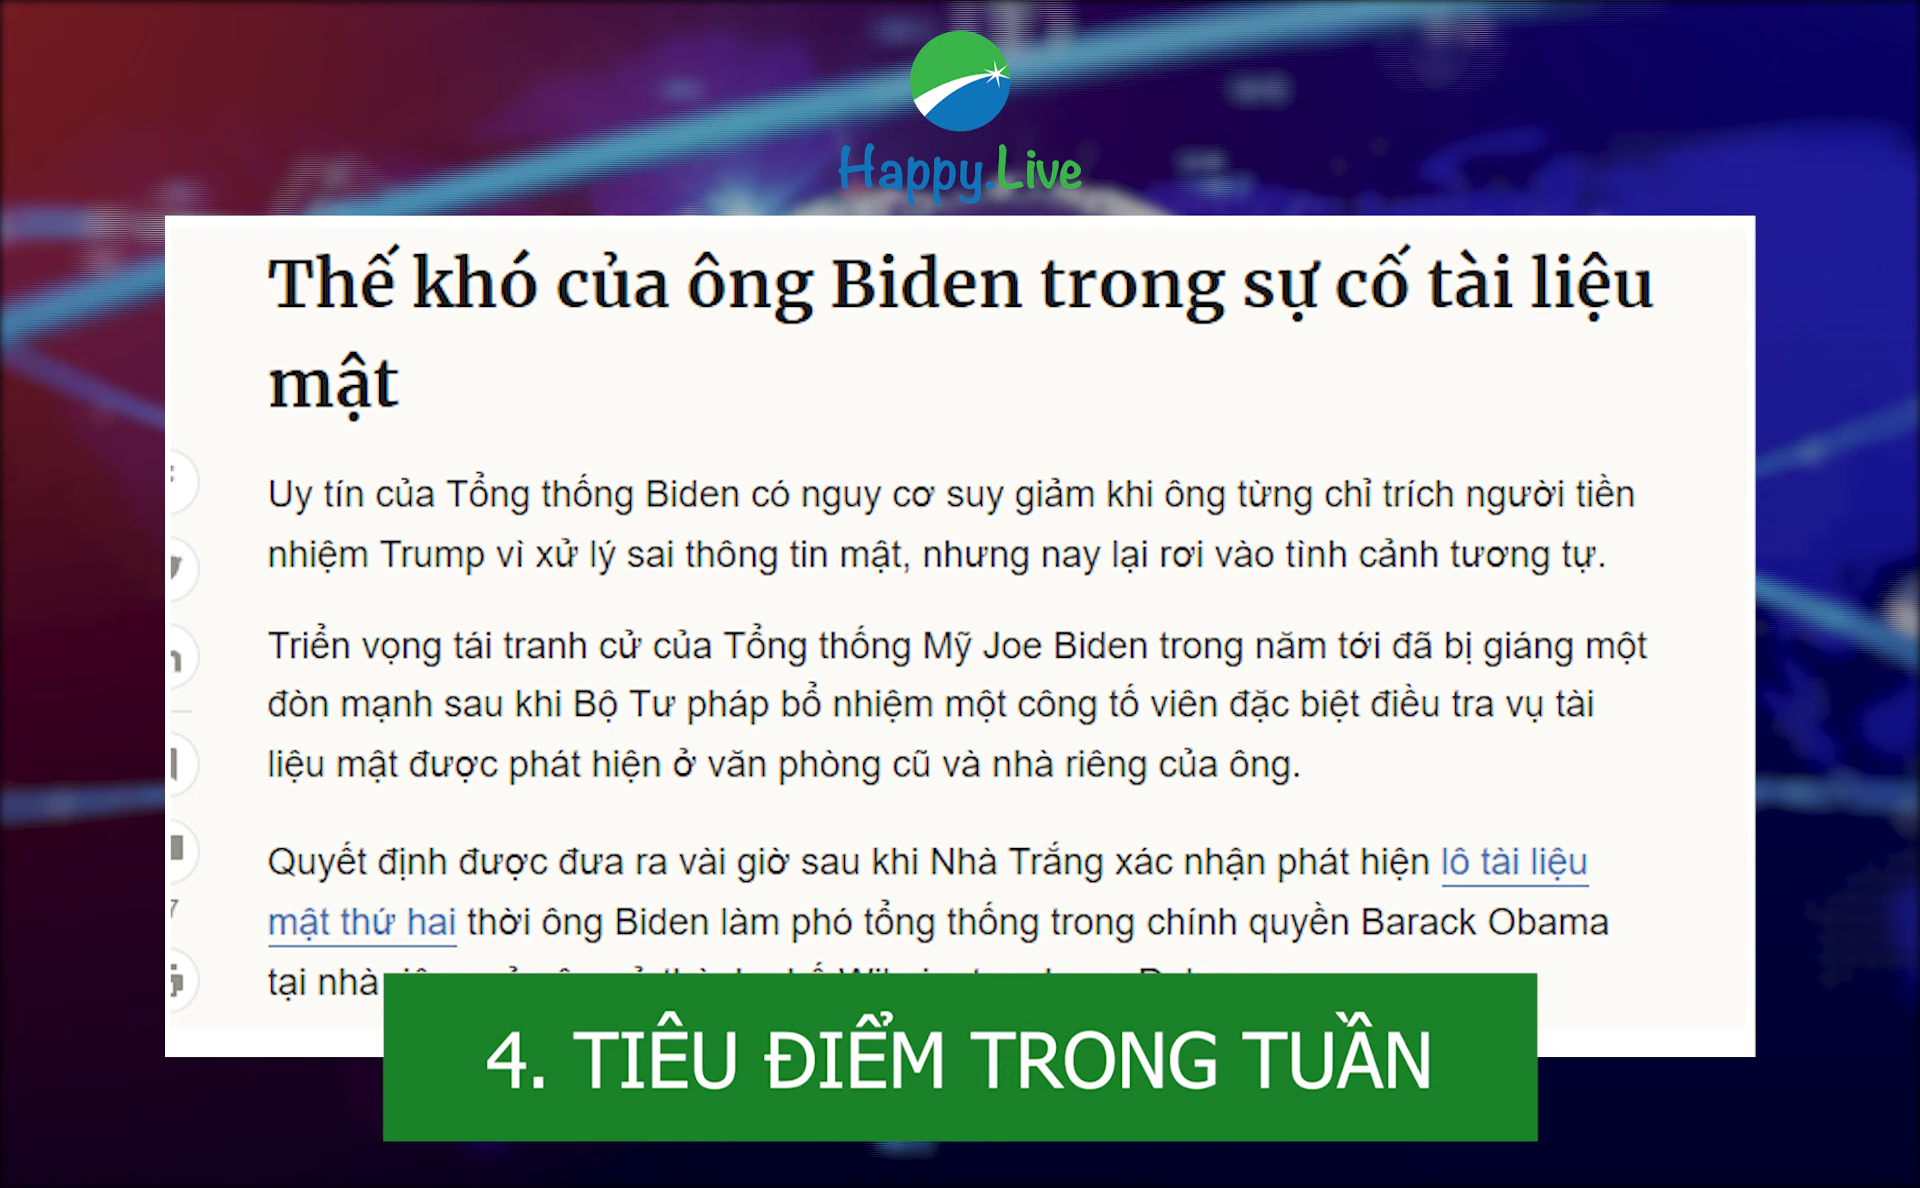 Happy.Live
Thế khó của ông Biden trong sự cố tài liệu
mật
Uy tín của Tổng thống Biden có nguy cơ suy giảm khi ông từng chỉ trích người tiền
nhiệm Trump vì xử lý sai thông tin mật, nhưng nay lại rơi vào tình cảnh tương tự.
Triển vọng tái tranh cử của Tổng thống Mỹ Joe Biden trong năm tới đã bị giáng một
đòn mạnh sau khi Bộ Tư pháp bổ nhiệm một công tố viên đặc biệt điều tra vụ tài
liệu mật được phát hiện ở văn phòng cũ và nhà riêng của ông.
Quyết định được đưa ra vài giờ sau khi Nhà Trắng xác nhận phát hiện lô tài liệu
mật thứ hai thời ông Biden làm phó tổng thống trong chính quyền Barack Obama
tại nhà
4. TIÊU ĐIỂM TRONG TUẦN